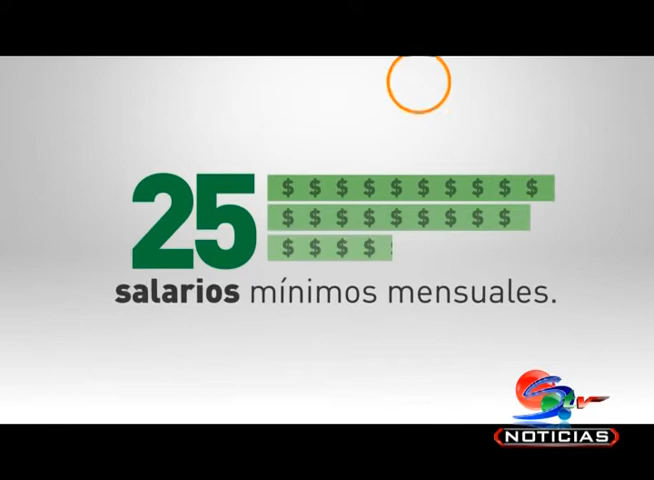 25
$ $ $ $ $ $ $ $ $ $
$ $ $ $ $ $ $ $ $
$ $ $ $
salarios mínimos mensuales.
NOTICIAS